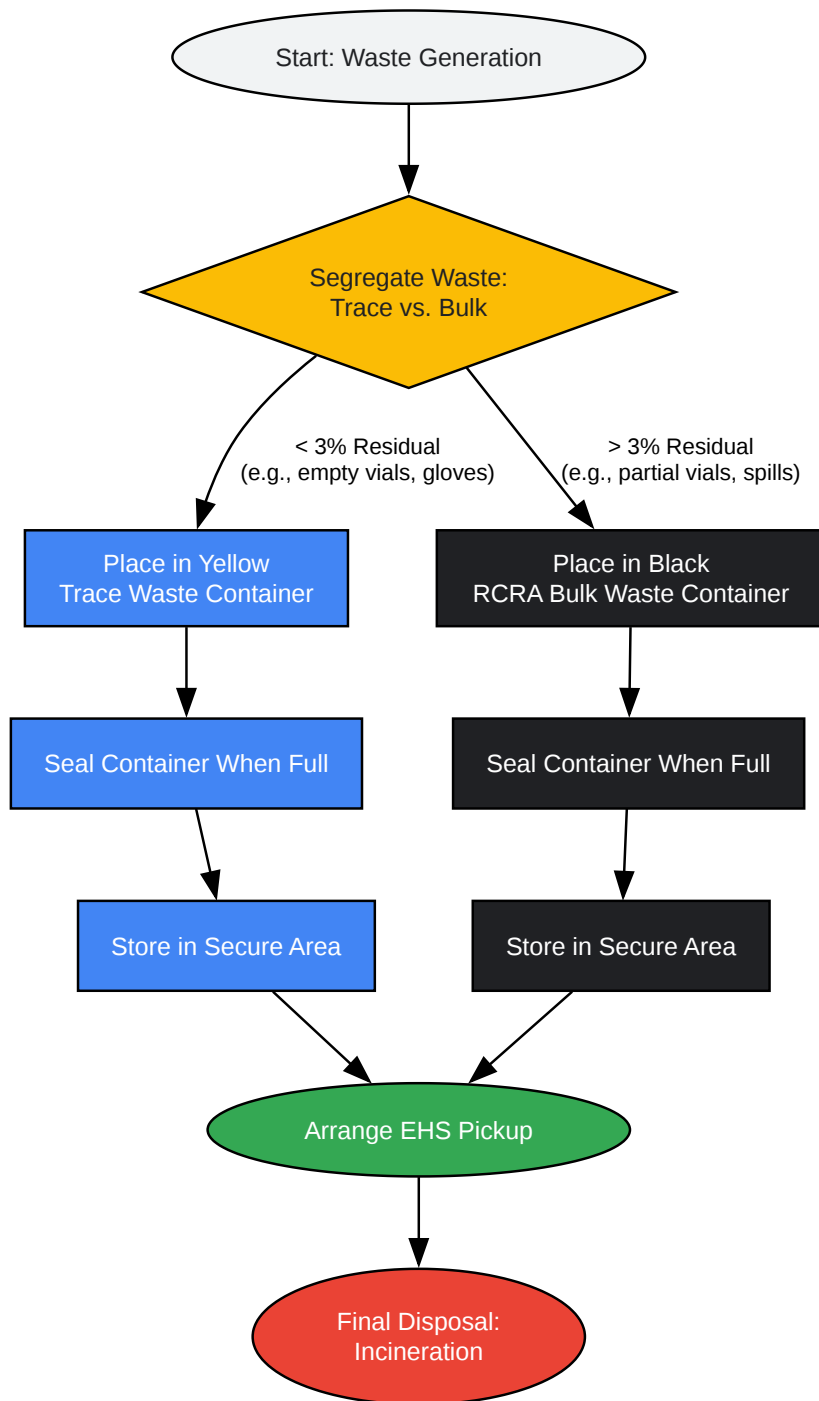 Start: Waste Generation
Segregate Waste:
Trace vs. Bulk
< 3% Residual
(e.g., empty vials, gloves)
> 3% Residual
(e.g., partial vials, spills)
Place in Yellow
Trace Waste Container
Place in Black
RCRA Bulk Waste Container
Seal Container When Full
Seal Container When Full
Store in Secure Area
Store in Secure Area
Arrange EHS Pickup
Final Disposal:
Incineration